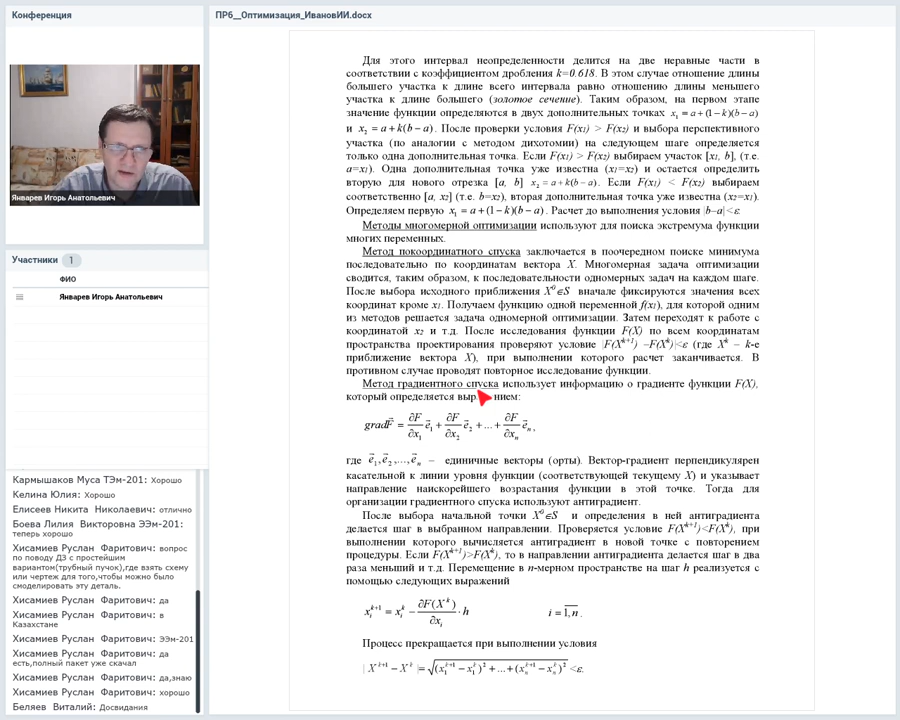 Конференция
Январев Игорь Анатольевич
Участники 1
ФИО
Январев Игорь Анатольевич
Кармышаков Муса ТЭм-201: Хорошо
Келина Юлия: Хорошо
Елисеев Никита Николаевич: отлично
Боева Лилия Викторовна ЭЭм-201:
теперь хорошо
Хисамиев Руслан Фаритович: вопрос
по поводу ДЗ с простейшим
вариантом(трубный пучок),где взять схему
или чертеж для того,чтобы можно было
смоделировать эту деталь.
Хисамиев Руслан Фаритович: да
Хисамиев Руслан Фаритович: в
Казахстане
Хисамиев Руслан Фаритович: ЭЭм-201
Хисамиев Руслан Фаритович: да
есть,полный пакет уже скачал
Хисамиев Руслан Фаритович: да,знаю
Хисамиев Руслан Фаритович: хорошо
Беляев Виталий: Досвидания
ПР6__Оптимизация_ИвановИИ.docx
Для этого интервал неопределенности делится на две неравные части в
соответствии с коэффициентом дробления k=0.618. В этом случае отношение длины
большего участка к длине всего интервала равно отношению длины меньшего
участка к длине большего (золотое сечение). Таким образом, на первом этапе
значение функции определяются в двух дополнительных точках x₁ = a+(1−k)(b−a)
и x₂ = a+k(b−a). После проверки условия F(x₁) > F(x₂) и выбора перспективного
участка (по аналогии с методом дихотомии) на следующем шаге определяется
только одна дополнительная точка. Если F(x₁) > F(x₂) выбираем участок [x₁, b], (т.е.
a=x₁). Одна дополнительная точка уже известна (x₁=x₂) и остается определить
вторую для нового отрезка [a, b] x₂ = a+k(b−a). Если F(x₁) < F(x₂) выбираем
соответственно [a, x₂] (т.е. b=x₂), вторая дополнительная точка уже известна (x₂=x₁).
Определяем первую x₁ = a+(1−k)(b−a). Расчет до выполнения условия |b–a|<ε.
Методы многомерной оптимизации используют для поиска экстремума функции
многих переменных.
Метод покоординатного спуска заключается в поочередном поиске минимума
последовательно по координатам вектора X. Многомерная задача оптимизации
сводится, таким образом, к последовательности одномерных задач на каждом шаге.
После выбора исходного приближения X⁰∈S вначале фиксируются значения всех
координат кроме x₁. Получаем функцию одной переменной f(x₁), для которой одним
из методов решается задача одномерной оптимизации. Затем переходят к работе с
координатой x₂ и т.д. После исследования функции F(X) по всем координатам
пространства проектирования проверяют условие |F(Xᵏ⁺¹) –F(Xᵏ)|<ε (где Xᵏ – k-е
приближение вектора X), при выполнении которого расчет заканчивается. В
противном случае проводят повторное исследование функции.
Метод градиентного спуска использует информацию о градиенте функции F(X),
который определяется нием:
gradF⃗ = ∂F/∂x₁ e⃗₁ + ∂F/∂x₂ e⃗₂ + ... + ∂F/∂xₙ e⃗ₙ,
где e⃗₁,e⃗₂,...,e⃗ₙ – единичные векторы (орты). Вектор-градиент перпендикулярен
касательной к линии уровня функции (соответствующей текущему X) и указывает
направление наискорейшего возрастания функции в этой точке. Тогда для
организации градиентного спуска используют антиградиент.
После выбора начальной точки X⁰∈S и определения в ней антиградиента
делается шаг в выбранном направлении. Проверяется условие F(Xᵏ⁺¹)<F(Xᵏ), при
выполнении которого вычисляется антиградиент в новой точке с повторением
процедуры. Если F(Xᵏ⁺¹)>F(Xᵏ), то в направлении антиградиента делается шаг в два
раза меньший и т.д. Перемещение в n-мерном пространстве на шаг h реализуется с
помощью следующих выражений
xᵢᵏ⁺¹ = xᵢᵏ − ∂F(Xᵏ)/∂xᵢ · h i = 1,n.
Процесс прекращается при выполнении условия
| Xᵏ⁺¹ − Xᵏ |= √((x₁ᵏ⁺¹ − x₁ᵏ)² + ... + (xₙᵏ⁺¹ − xₙᵏ)²) <ε.